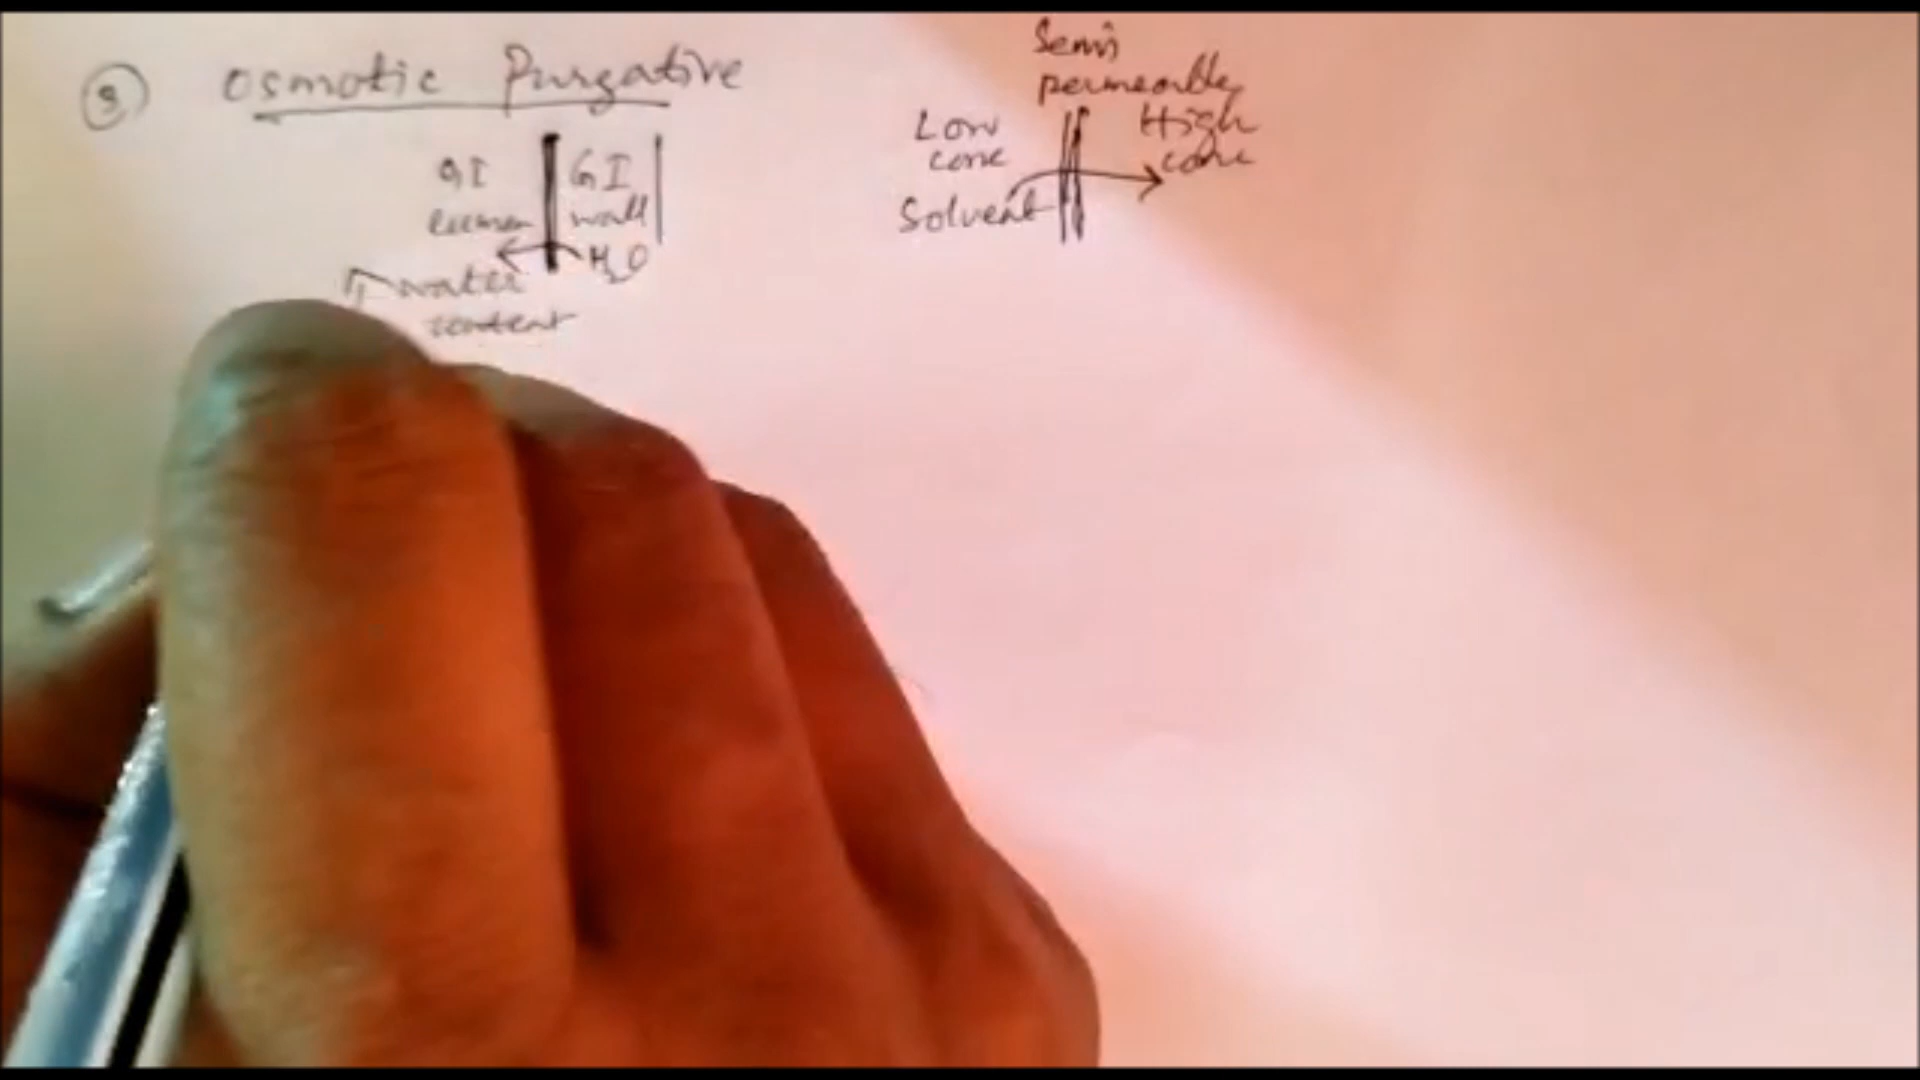 3 Osmotic Purgative
GI GI
lumen wall
H2O
↑ water
content
Semi
permeable
Low High
conc conc
Solvent